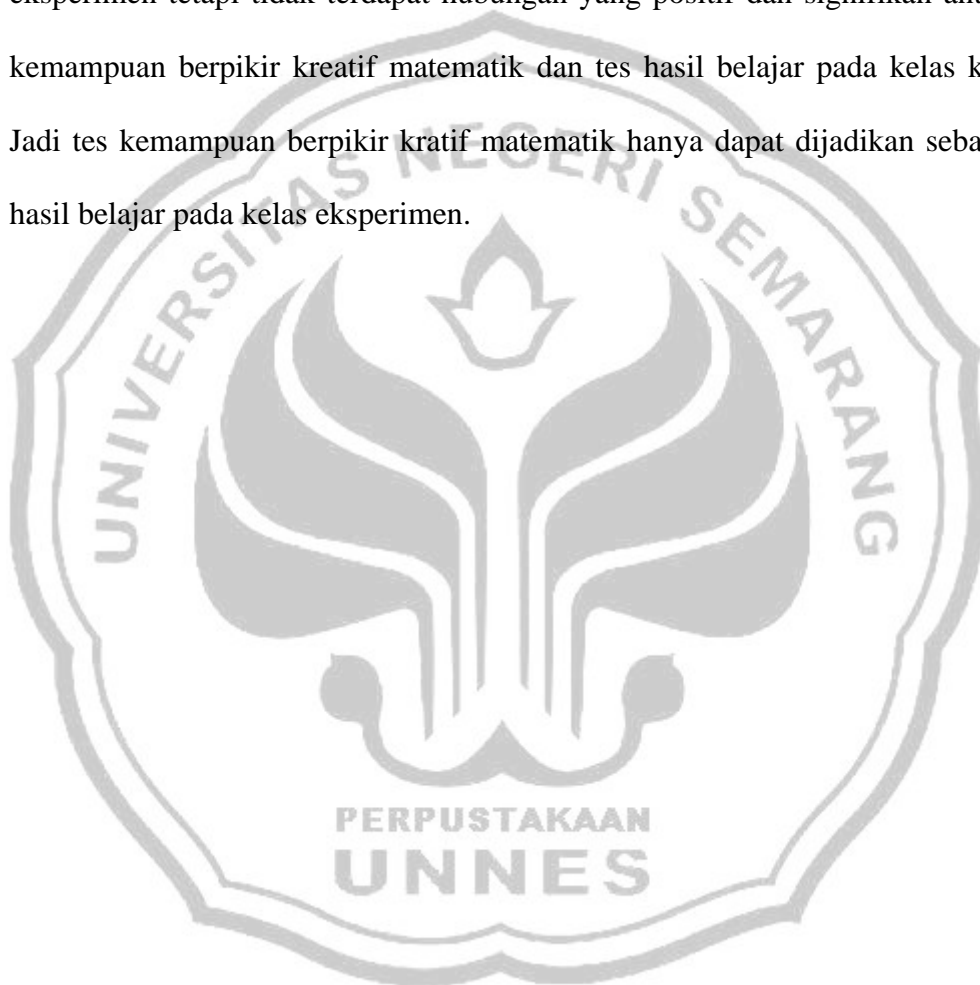 eksperimen tetapi tidak terdapat hubungan yang positif dan signifikan
kemampuan berpikir kreatif matematik dan tes hasil belajar pada kelas
Jadi tes kemampuan berpikir kratif matematik hanya dapat dijadikan
hasil belajar pada kelas eksperimen.
UNIVERSITAS NEGERI SEMARANG
PERPUSTAKAAN
UNNES